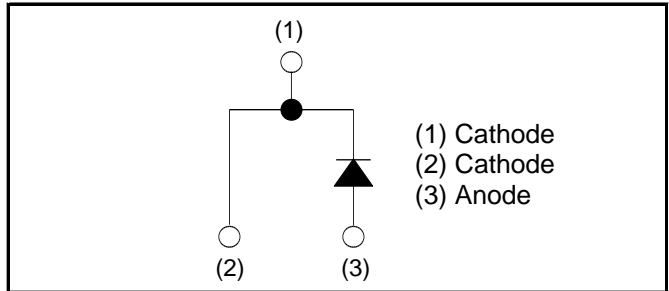 (1)
(1) Cathode
(2) Cathode
(3) Anode
(2)
(3)